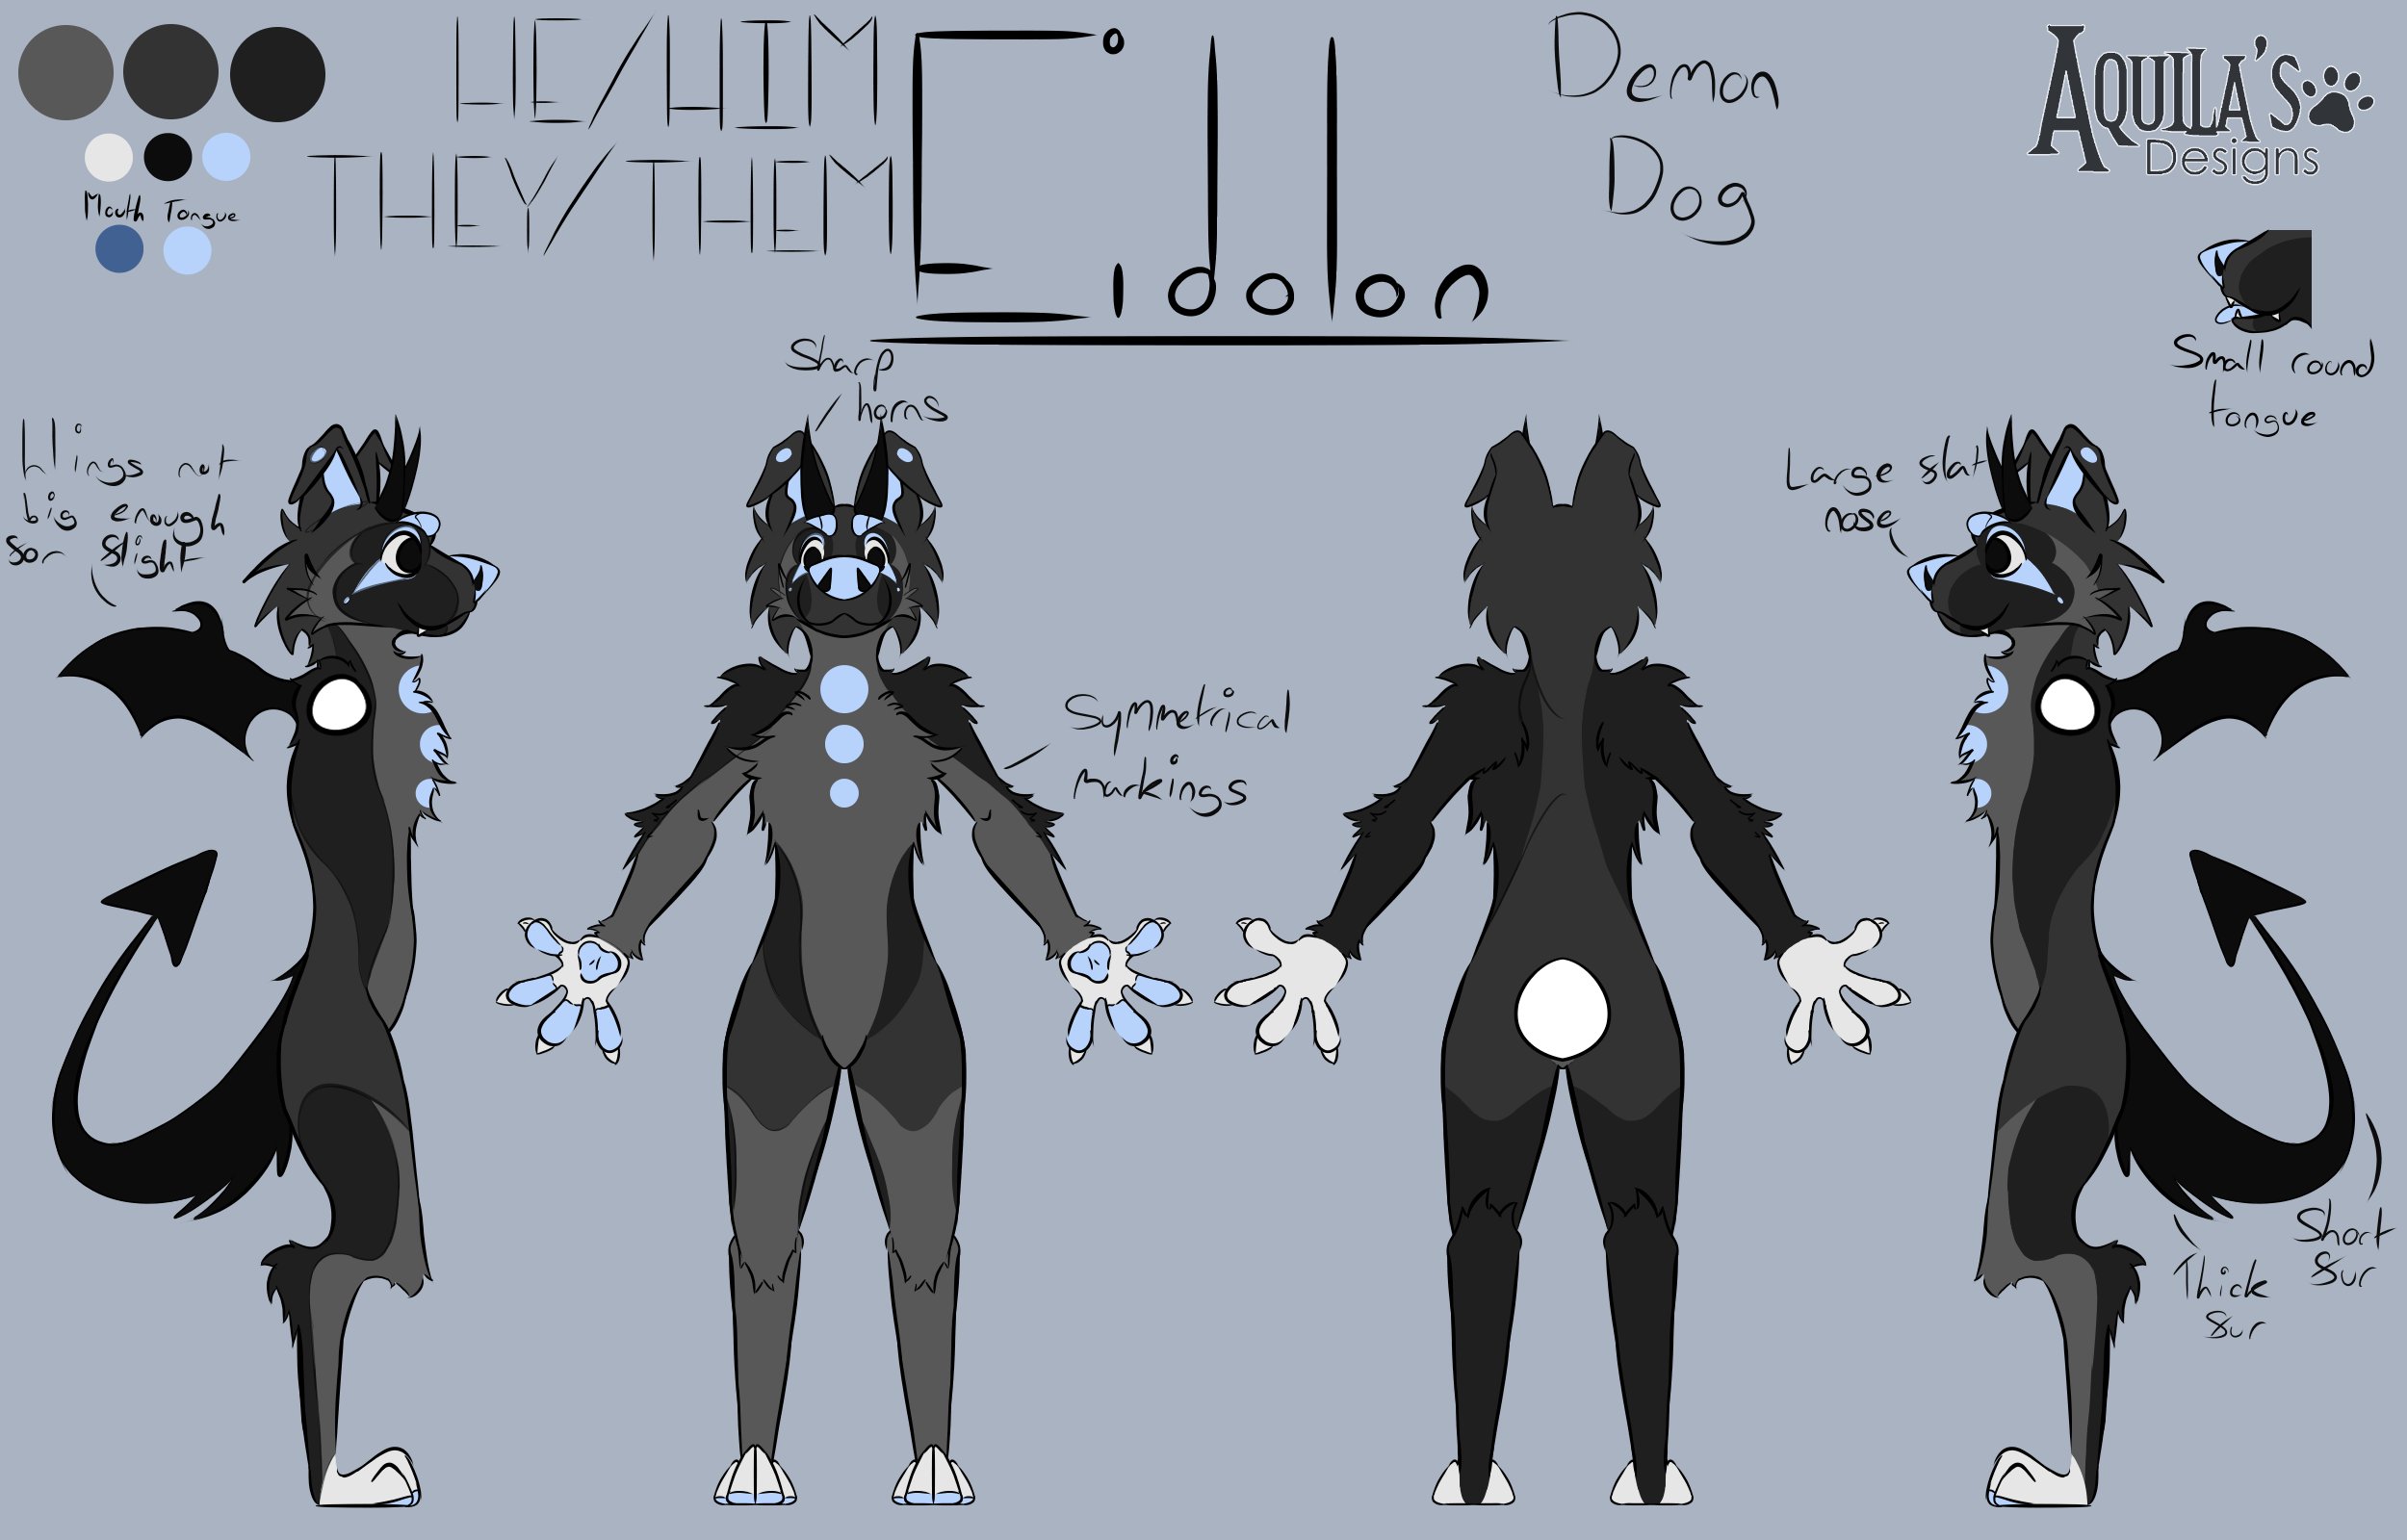 HE/HIM
THEY/THEM
Eidolon
Demon
Dog
AQUILA'S
Designs
Mouth Tongue
Small round
tongue
Sharp
horns
Wings not
big enough
for flight
Large flat
nose
Symmetrical
markings
Short
fur
Thick
fur